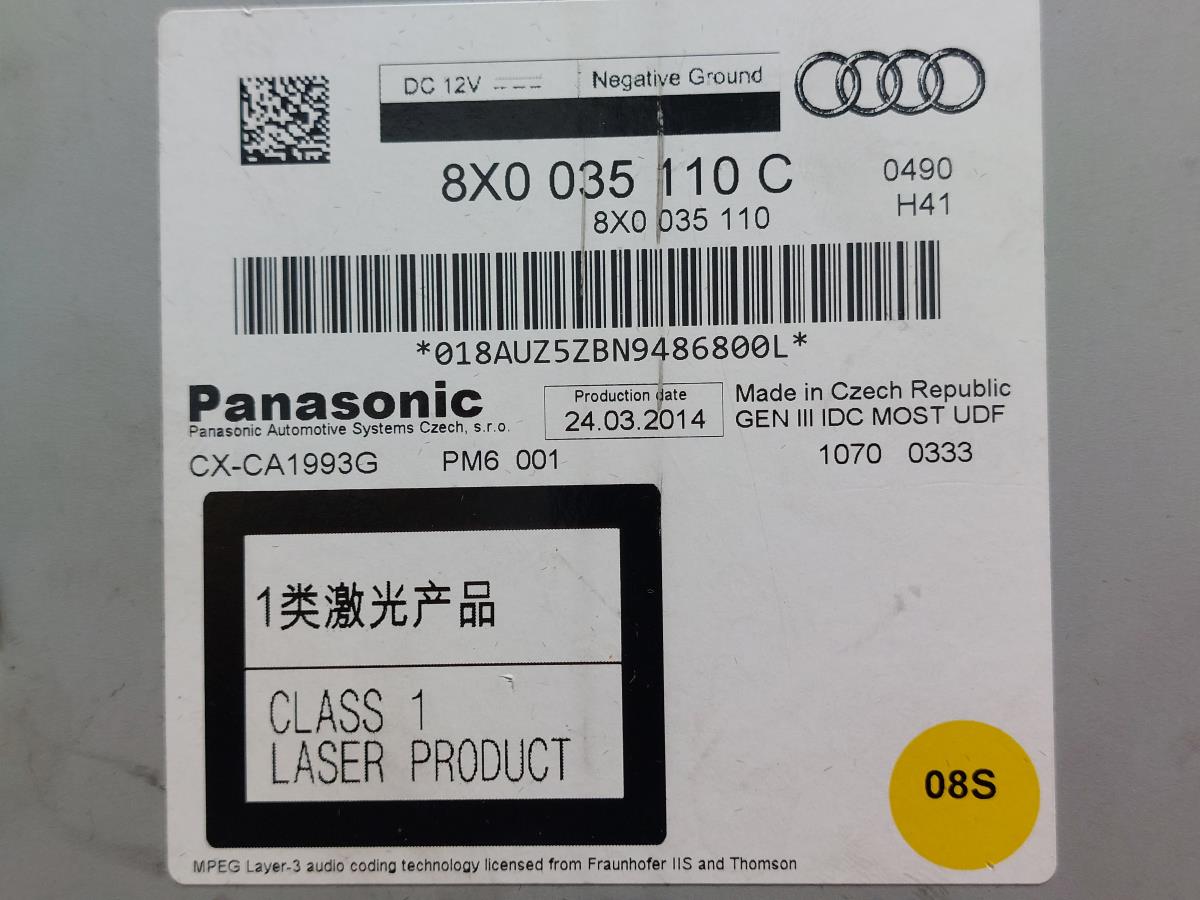 DC 12V
Negative Ground
8X0 035 110 C
0490
8X0 035 110
H41
*018AUZ5ZBN9486800L*
Panasonic
Panasonic Automotive Systems Czech, s.r.o.
Production date
24.03.2014
Made in Czech Republic
GEN III IDC MOST UDF
CX-CA1993G PM6 001
1070 0333
1类激光产品
CLASS 1
LASER PRODUCT
08S
MPEG Layer-3 audio coding technology licensed from Fraunhofer IIS and Thomson